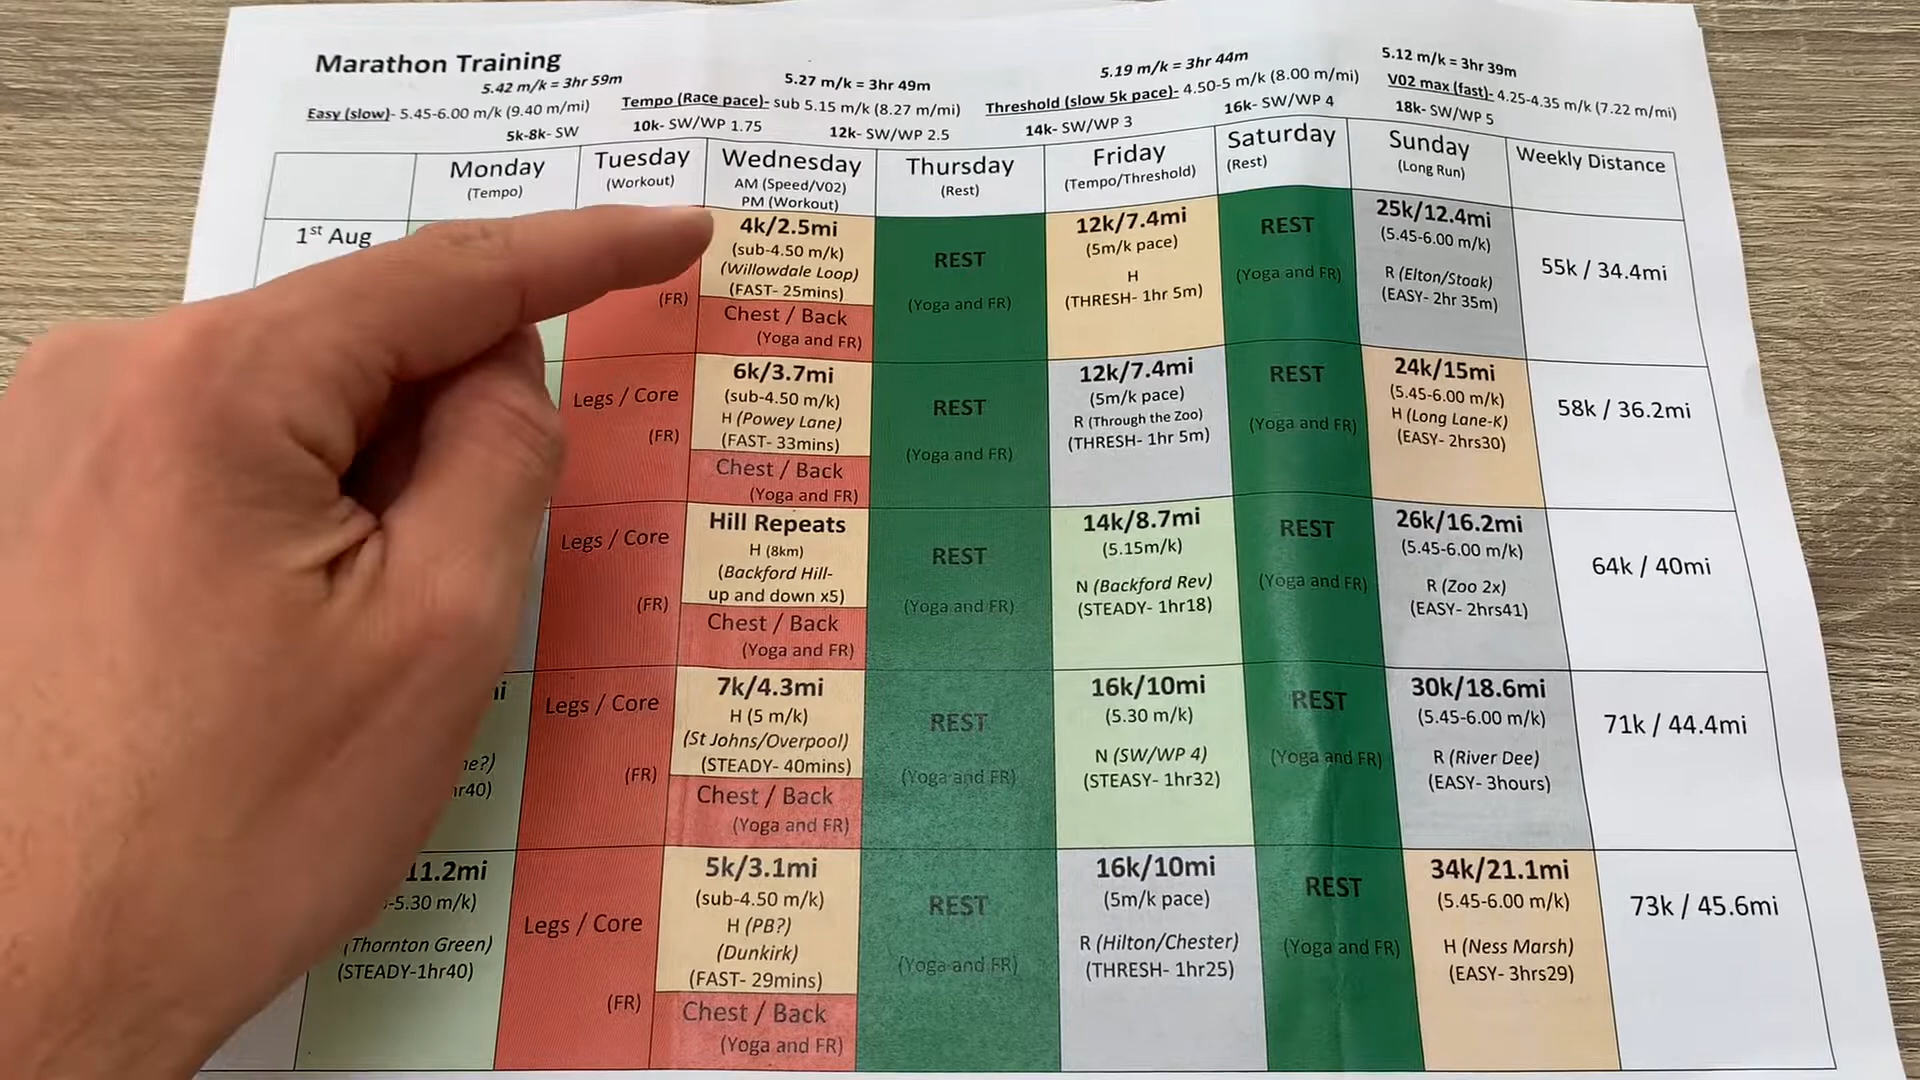 Marathon Training
5.42 m/k = 3hr 59m
5.27 m/k = 3hr 49m
5.19 m/k = 3hr 44m
5.12 m/k = 3hr 39m
Easy (slow)- 5.45-6.00 m/k (9.40 m/mi)
Tempo (Race pace)- sub 5.15 m/k (8.27 m/mi)
Threshold (slow 5k pace)- 4.50-5 m/k (8.00 m/mi)
V02 max (fast)- 4.25-4.35 m/k (7.22 m/mi)
5k-8k- SW
10k- SW/WP 1.75
12k- SW/WP 2.5
14k- SW/WP 3
16k- SW/WP 4
18k- SW/WP 5
Monday
(Tempo)
Tuesday
(Workout)
Wednesday
AM (Speed/V02)
PM (Workout)
Thursday
(Rest)
Friday
(Tempo/Threshold)
Saturday
(Rest)
Sunday
(Long Run)
Weekly Distance
1st Aug
(FR)
4k/2.5mi
(sub-4.50 m/k)
(Willowdale Loop)
(FAST- 25mins)
Chest / Back
(Yoga and FR)
REST
(Yoga and FR)
12k/7.4mi
(5m/k pace)
H
(THRESH- 1hr 5m)
REST
(Yoga and FR)
25k/12.4mi
(5.45-6.00 m/k)
R (Elton/Stoak)
(EASY- 2hr 35m)
55k / 34.4mi
Legs / Core
(FR)
6k/3.7mi
(sub-4.50 m/k)
H (Powey Lane)
(FAST- 33mins)
Chest / Back
(Yoga and FR)
REST
(Yoga and FR)
12k/7.4mi
(5m/k pace)
R (Through the Zoo)
(THRESH- 1hr 5m)
REST
(Yoga and FR)
24k/15mi
(5.45-6.00 m/k)
H (Long Lane-K)
(EASY- 2hrs30)
58k / 36.2mi
Legs / Core
(FR)
Hill Repeats
H (8km)
(Backford Hill-
up and down x5)
Chest / Back
(Yoga and FR)
REST
(Yoga and FR)
14k/8.7mi
(5.15m/k)
N (Backford Rev)
(STEADY- 1hr18)
REST
(Yoga and FR)
26k/16.2mi
(5.45-6.00 m/k)
R (Zoo 2x)
(EASY- 2hrs41)
64k / 40mi
Legs / Core
(FR)
7k/4.3mi
H (5 m/k)
(St Johns/Overpool)
(STEADY- 40mins)
Chest / Back
(Yoga and FR)
REST
(Yoga and FR)
16k/10mi
(5.30 m/k)
N (SW/WP 4)
(STEASY- 1hr32)
REST
(Yoga and FR)
30k/18.6mi
(5.45-6.00 m/k)
R (River Dee)
(EASY- 3hours)
71k / 44.4mi
11.2mi
-5.30 m/k)
(Thornton Green)
(STEADY-1hr40)
Legs / Core
(FR)
5k/3.1mi
(sub-4.50 m/k)
H (PB?)
(Dunkirk)
(FAST- 29mins)
Chest / Back
(Yoga and FR)
REST
(Yoga and FR)
16k/10mi
(5m/k pace)
R (Hilton/Chester)
(THRESH- 1hr25)
REST
(Yoga and FR)
34k/21.1mi
(5.45-6.00 m/k)
H (Ness Marsh)
(EASY- 3hrs29)
73k / 45.6mi